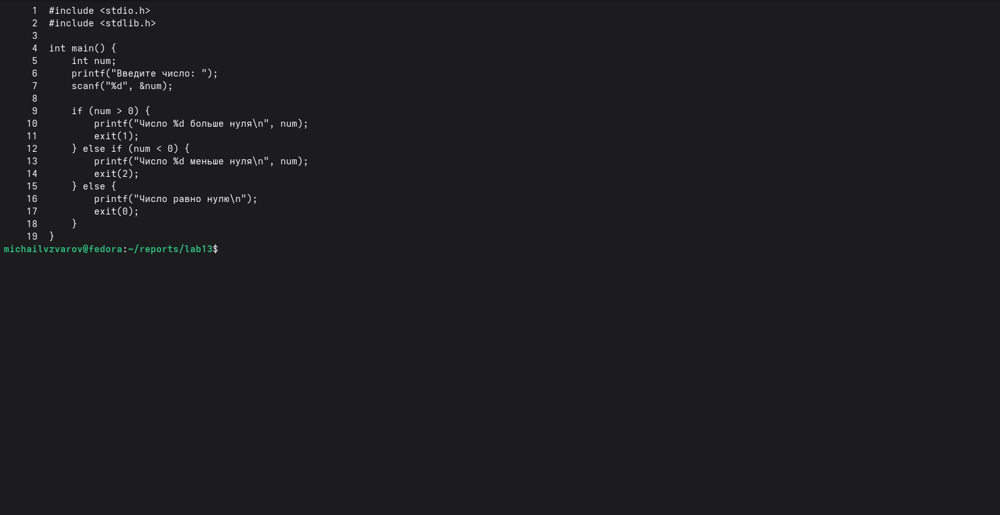 1 #include <stdio.h>
2 #include <stdlib.h>
3
4 int main() {
5     int num;
6     printf("Введите число: ");
7     scanf("%d", &num);
8
9     if (num > 0) {
10         printf("Число %d больше нуля\n", num);
11         exit(1);
12     } else if (num < 0) {
13         printf("Число %d меньше нуля\n", num);
14         exit(2);
15     } else {
16         printf("Число равно нулю\n");
17         exit(0);
18     }
19 }
michailvzvarov@fedora:~/reports/lab13$